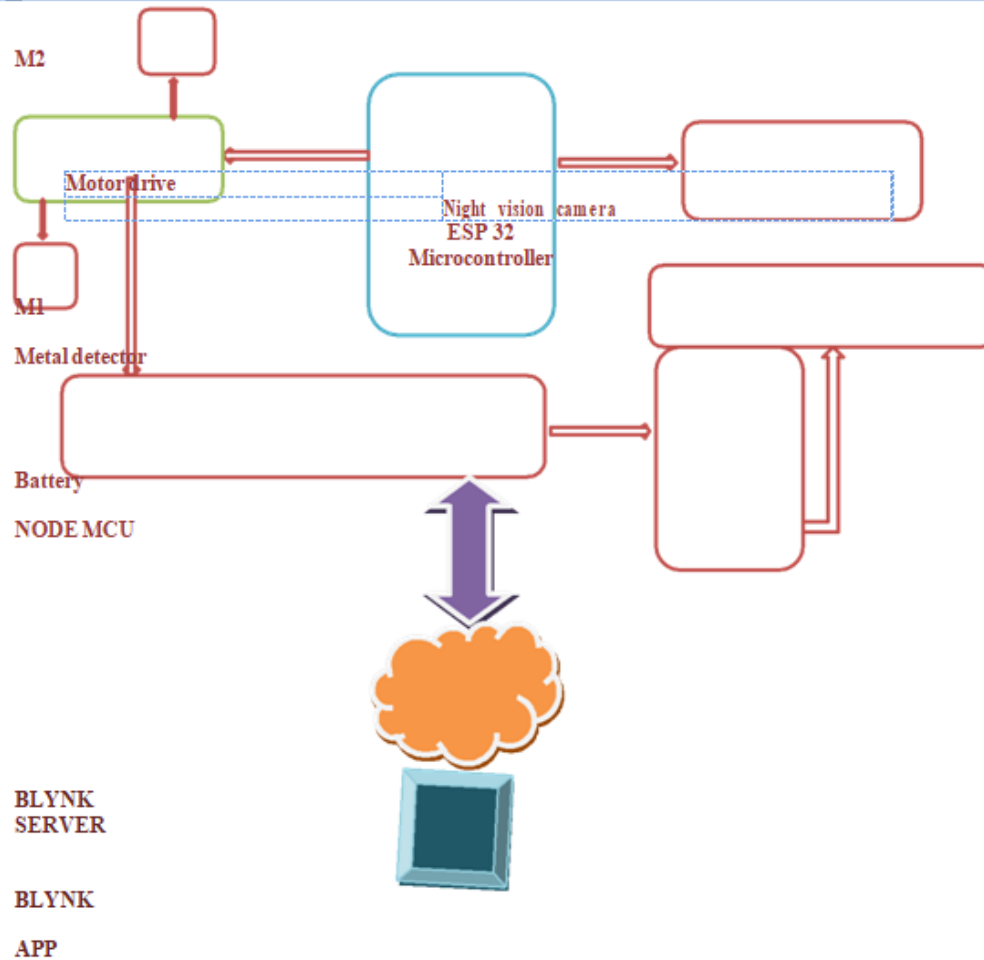 M2
Motor drive
Night vision camera
ESP 32
Microcontroller
M1
Metal detector
Battery
NODE MCU
BLYNK
SERVER
BLYNK
APP